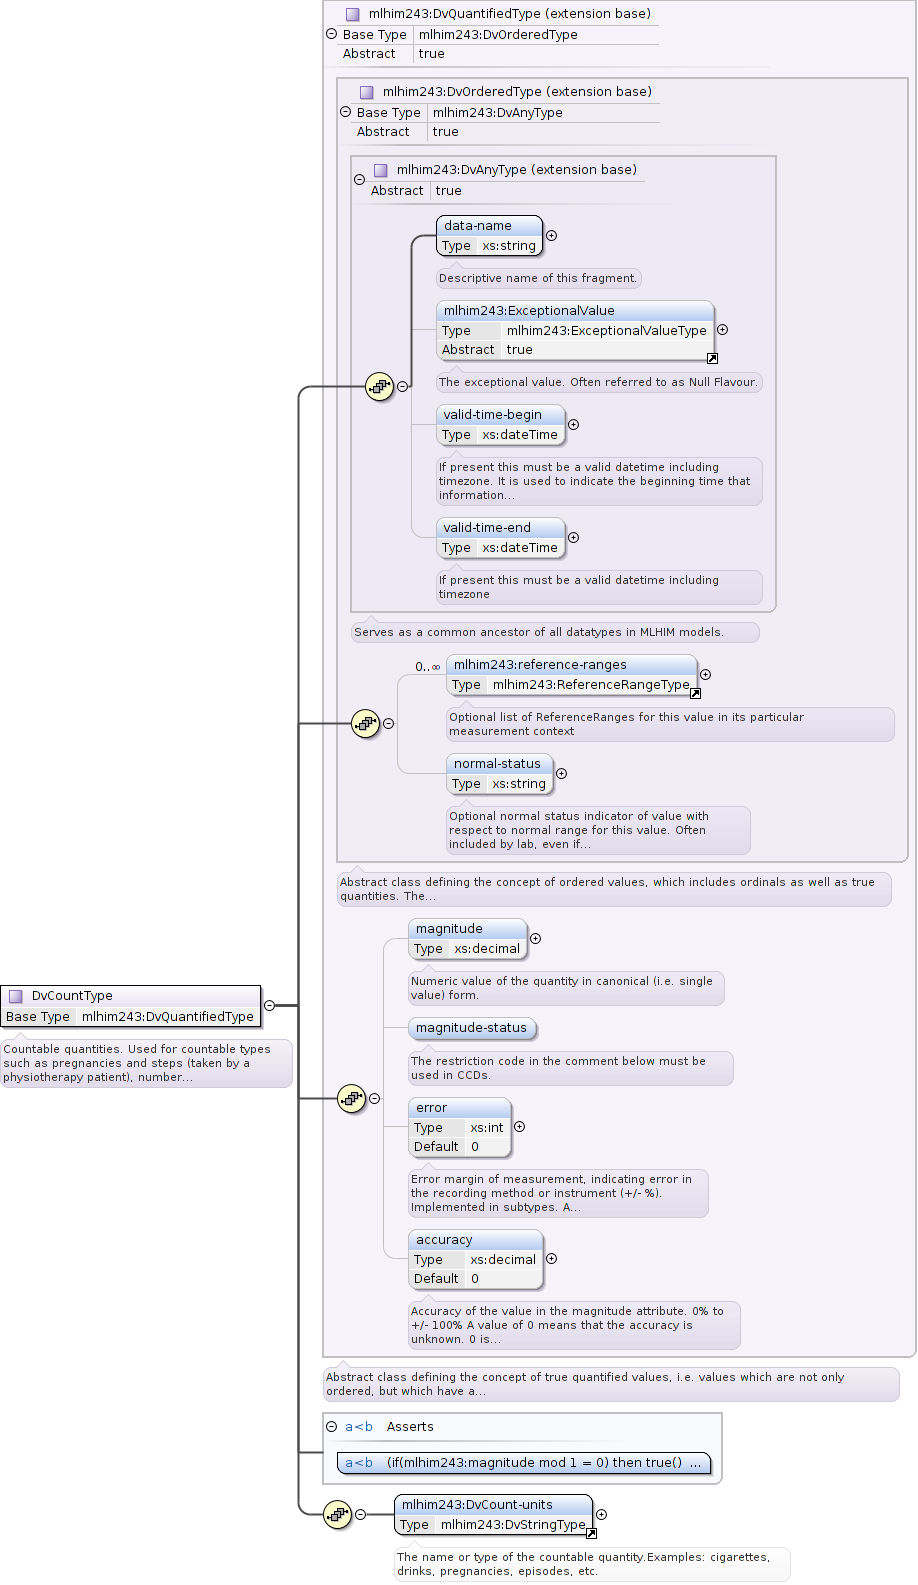 mlhim243:DvQuantifiedType (extension base)
Base Type mlhim243:DvOrderedType
Abstract true
mlhim243:DvOrderedType (extension base)
Base Type mlhim243:DvAnyType
Abstract true
mlhim243:DvAnyType (extension base)
Abstract true
data-name
Type xs:string
Descriptive name of this fragment.
mlhim243:ExceptionalValue
Type mlhim243:ExceptionalValueType
Abstract true
The exceptional value. Often referred to as Null Flavour.
valid-time-begin
Type xs:dateTime
If present this must be a valid datetime including
timezone. It is used to indicate the beginning time that
information...
valid-time-end
Type xs:dateTime
If present this must be a valid datetime including
timezone
Serves as a common ancestor of all datatypes in MLHIM models.
0..∞
mlhim243:reference-ranges
Type mlhim243:ReferenceRangeType
Optional list of ReferenceRanges for this value in its particular
measurement context
normal-status
Type xs:string
Optional normal status indicator of value with
respect to normal range for this value. Often
included by lab, even if...
Abstract class defining the concept of ordered values, which includes ordinals as well as true
quantities. The...
magnitude
Type xs:decimal
Numeric value of the quantity in canonical (i.e. single
value) form.
magnitude-status
The restriction code in the comment below must be
used in CCDs.
error
Type xs:int
Default 0
Error margin of measurement, indicating error in
the recording method or instrument (+/- %).
Implemented in subtypes. A...
accuracy
Type xs:decimal
Default 0
Accuracy of the value in the magnitude attribute. 0% to
+/- 100% A value of 0 means that the accuracy is
unknown. 0 is...
Abstract class defining the concept of true quantified values, i.e. values which are not only
ordered, but which have a...
DvCountType
Base Type mlhim243:DvQuantifiedType
Countable quantities. Used for countable types
such as pregnancies and steps (taken by a
physiotherapy patient), number...
a<b Asserts
a<b (if(mlhim243:magnitude mod 1 = 0) then true() ...
mlhim243:DvCount-units
Type mlhim243:DvStringType
The name or type of the countable quantity.Examples: cigarettes,
drinks, pregnancies, episodes, etc.